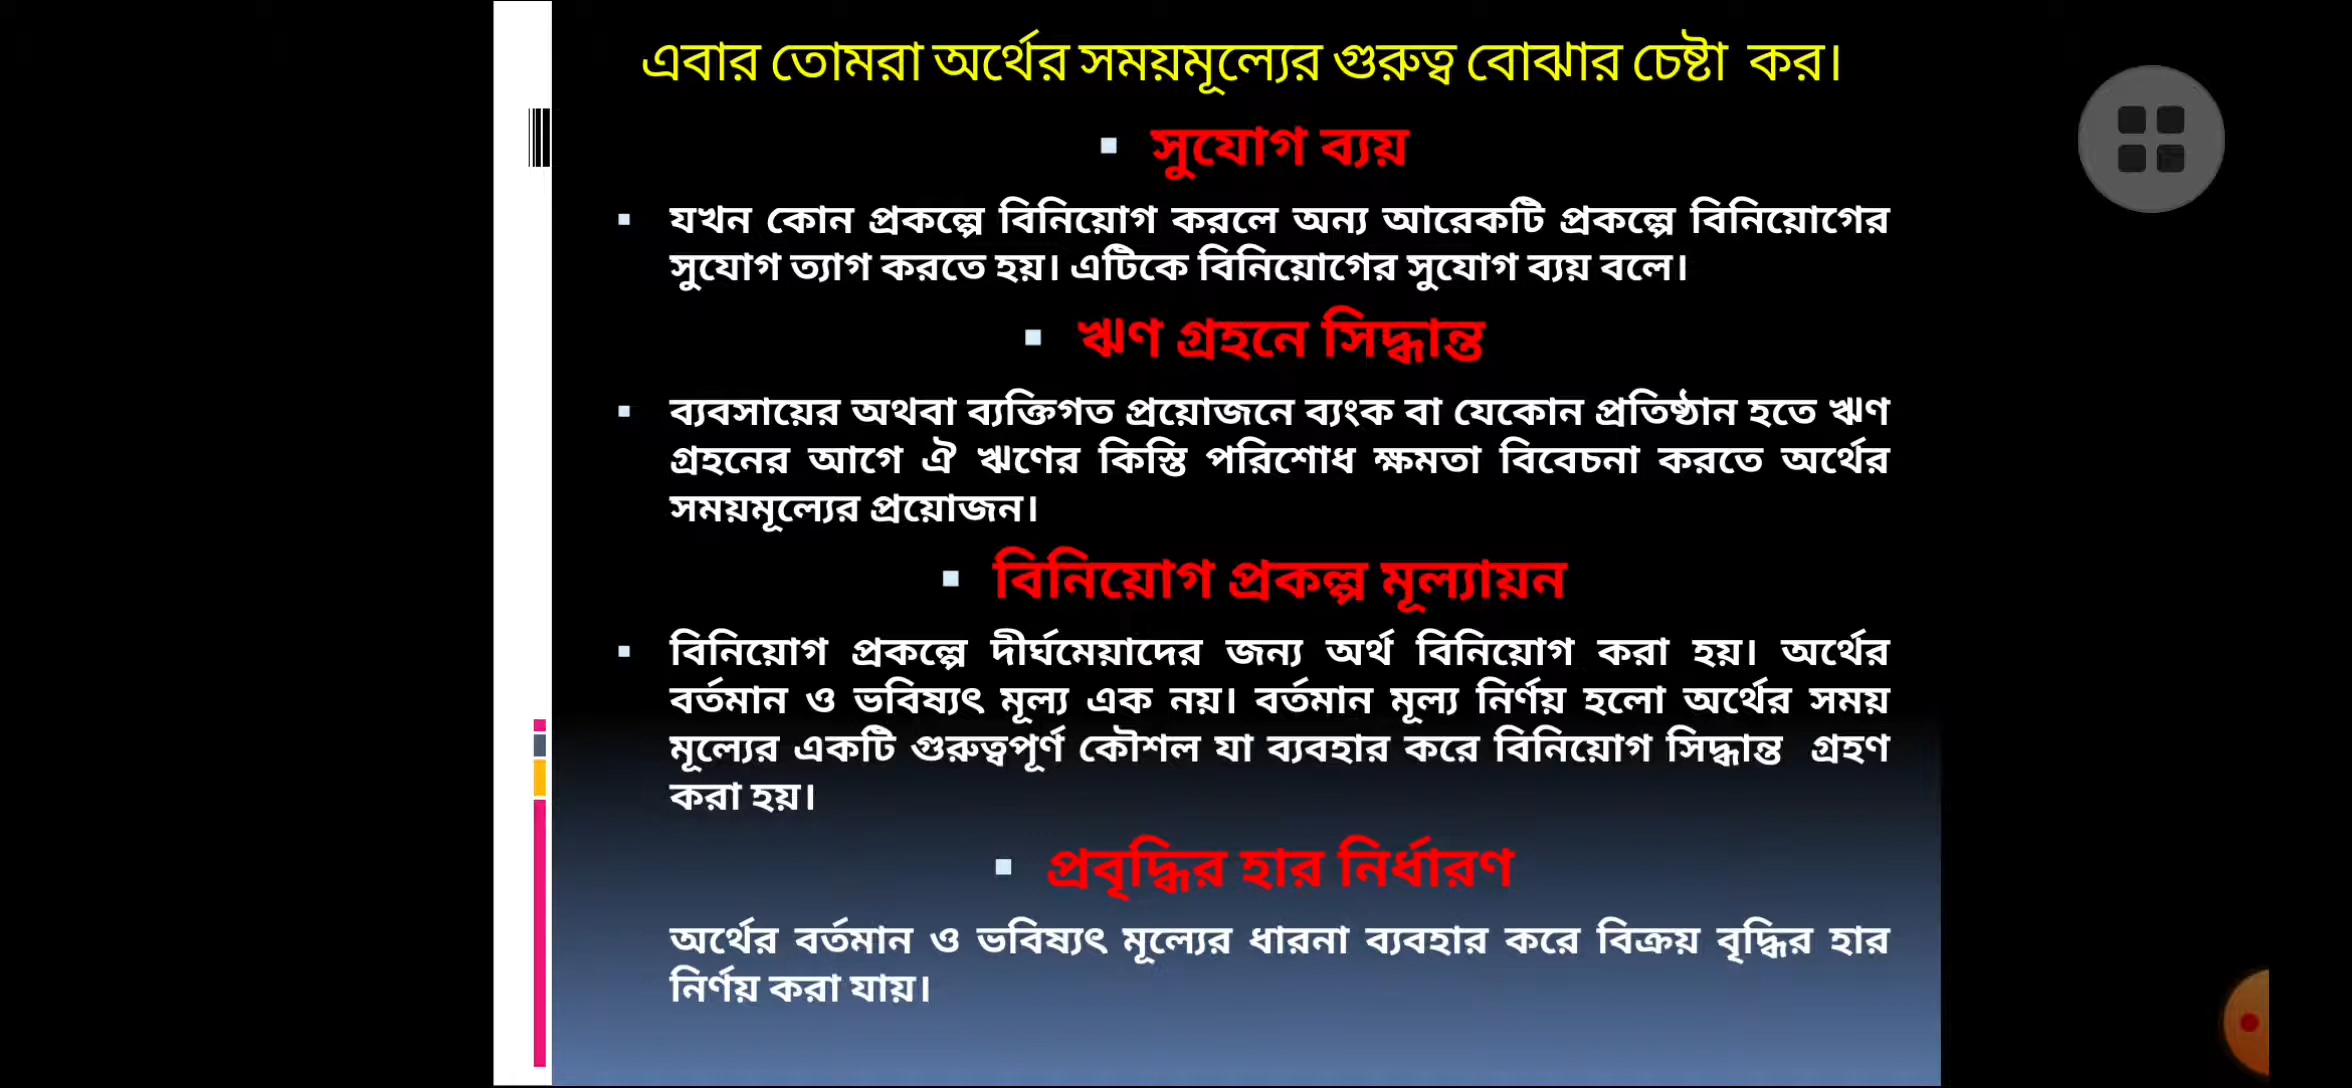 এবার তোমরা অর্থের সময়মূল্যের গুরুত্ব বোঝার চেষ্টা কর।
সুযোগ ব্যয়
যখন কোন প্রকল্পে বিনিয়োগ করলে অন্য আরেকটি প্রকল্পে বিনিয়োগের
সুযোগ ত্যাগ করতে হয়। এটিকে বিনিয়োগের সুযোগ ব্যয় বলে।
ঋণ গ্রহনে সিদ্ধান্ত
ব্যবসায়ের অথবা ব্যক্তিগত প্রয়োজনে ব্যংক বা যেকোন প্রতিষ্ঠান হতে ঋণ
গ্রহনের আগে ঐ ঋণের কিস্তি পরিশোধ ক্ষমতা বিবেচনা করতে অর্থের
সময়মূল্যের প্রয়োজন।
বিনিয়োগ প্রকল্প মূল্যায়ন
বিনিয়োগ প্রকল্পে দীর্ঘমেয়াদের জন্য অর্থ বিনিয়োগ করা হয়। অর্থের
বর্তমান ও ভবিষ্যৎ মূল্য এক নয়। বর্তমান মূল্য নির্ণয় হলো অর্থের সময়
মূল্যের একটি গুরুত্বপূর্ণ কৌশল যা ব্যবহার করে বিনিয়োগ সিদ্ধান্ত গ্রহণ
করা হয়।
প্রবৃদ্ধির হার নির্ধারণ
অর্থের বর্তমান ও ভবিষ্যৎ মূল্যের ধারনা ব্যবহার করে বিক্রয় বৃদ্ধির হার
নির্ণয় করা যায়।